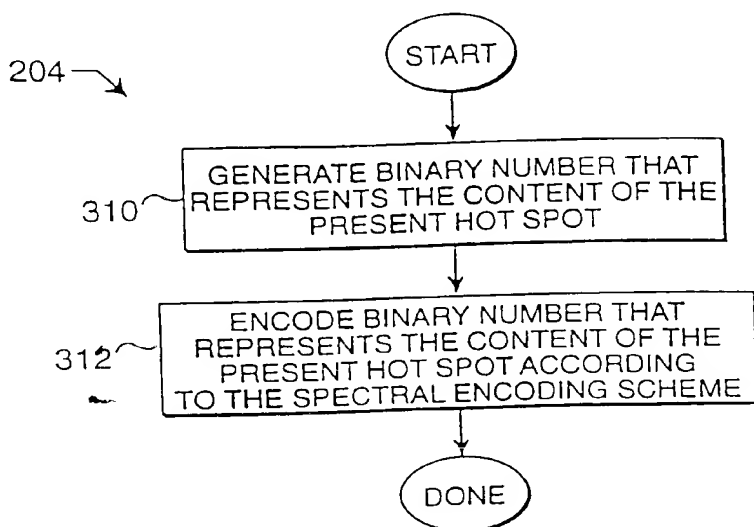 START
204
GENERATE BINARY NUMBER THAT
REPRESENTS THE CONTENT OF THE
PRESENT HOT SPOT.
310
ENCODE BINARY NUMBER THAT
REPRESENTS THE CONTENT OF THE
PRESENT HOT SPOT ACCORDING
TO THE SPECTRAL ENCODING SCHEME
312
DONE